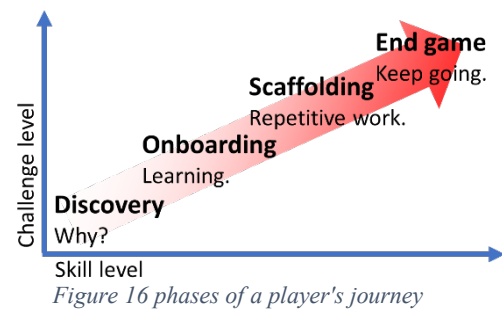 End game
Keep going.
Scaffolding
Repetitive work.
Onboarding
Learning.
Discovery
Why?
Challenge level
Skill level
Figure 16 phases of a player's journey